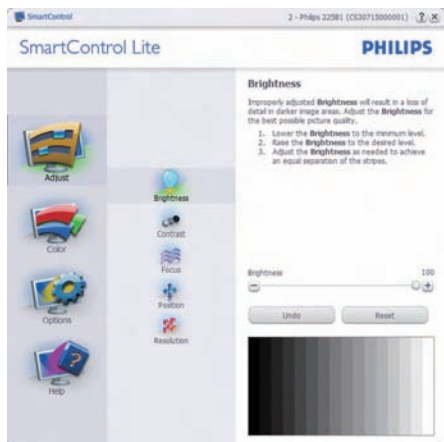 SmartControl
2 - Philips 225B1 (CS30715000001)
SmartControl Lite
PHILIPS
Adjust
Color
Options
Help
Brightness
Contrast
Focus
Position
Resolution
Brightness
Improperly adjusted Brightness will result in a loss of
detail in darker image areas. Adjust the Brightness for
the best possible picture quality.
1. Lower the Brightness to the minimum level.
2. Raise the Brightness to the desired level.
3. Adjust the Brightness as needed to achieve
an equal separation of the stripes.
Brightness 100
Undo Reset